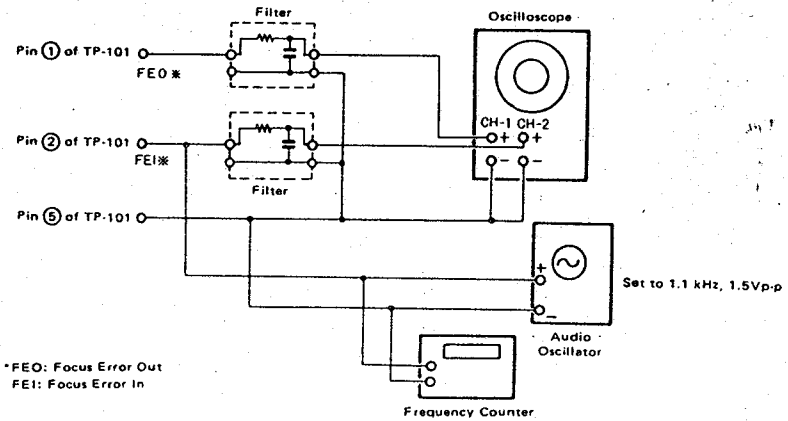 Filter
Oscilloscope
Pin ① of TP-101
FEO※
CH-1 CH-2
+ +
Pin ② of TP-101
FEI※
− −
Filter
Pin ⑤ of TP-101
+
Set to 1.1 kHz, 1.5Vp-p
−
Audio
Oscillator
*FEO: Focus Error Out
FEI: Focus Error In
Frequency Counter